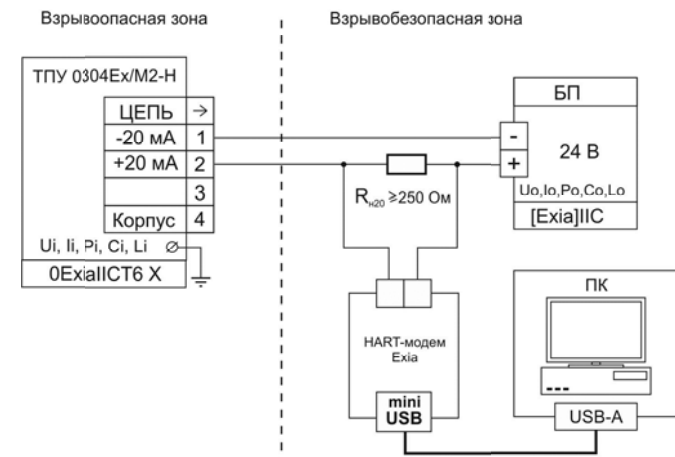 Взрывоопасная зона
Взрывобезопасная зона
ТПУ 0304Ex/M2-H
ЦЕПЬ →
-20 мА 1
+20 мА 2
3
Корпус 4
Ui, Ii, Pi, Ci, Li
0ExiaIICT6 X
Rн20 ≥250 Ом
БП
-
+
24 В
Uo,Io,Po,Co,Lo
[Exia]IIC
HART-модем
Exia
mini
USB
ПК
USB-A